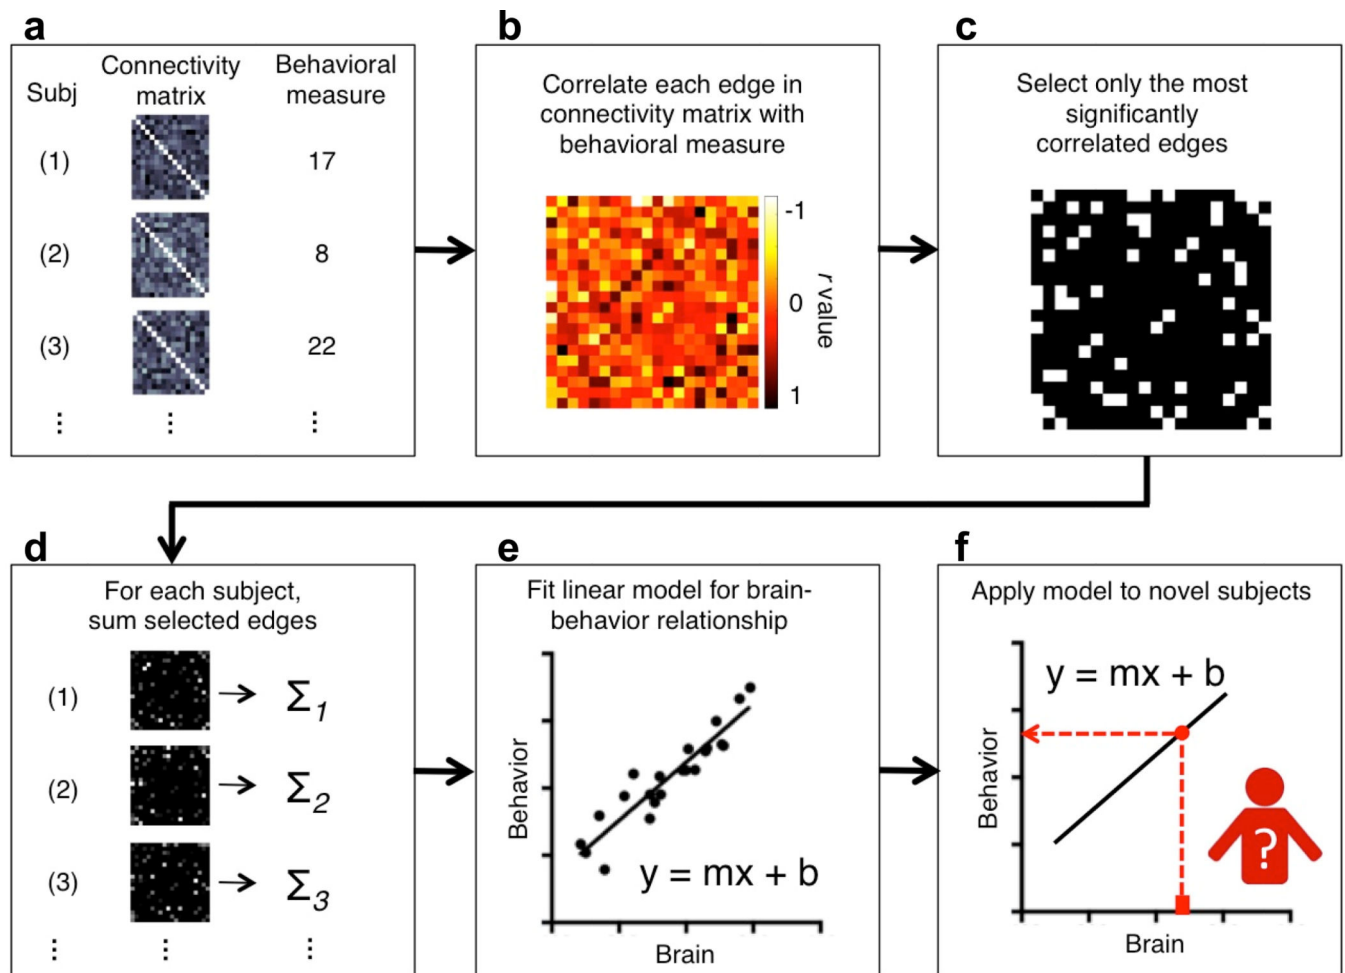 a
Subj
Connectivity
matrix
Behavioral
measure
(1)
17
(2)
8
(3)
22
⋮ ⋮ ⋮
b
Correlate each edge in
connectivity matrix with
behavioral measure
-1
0
1
r value
c
Select only the most
significantly
correlated edges
d
For each subject,
sum selected edges
(1)
Σ1
(2)
Σ2
(3)
Σ3
⋮ ⋮ ⋮
e
Fit linear model for brain-
behavior relationship
Behavior
y = mx + b
Brain
f
Apply model to novel subjects
y = mx + b
Behavior
?
Brain